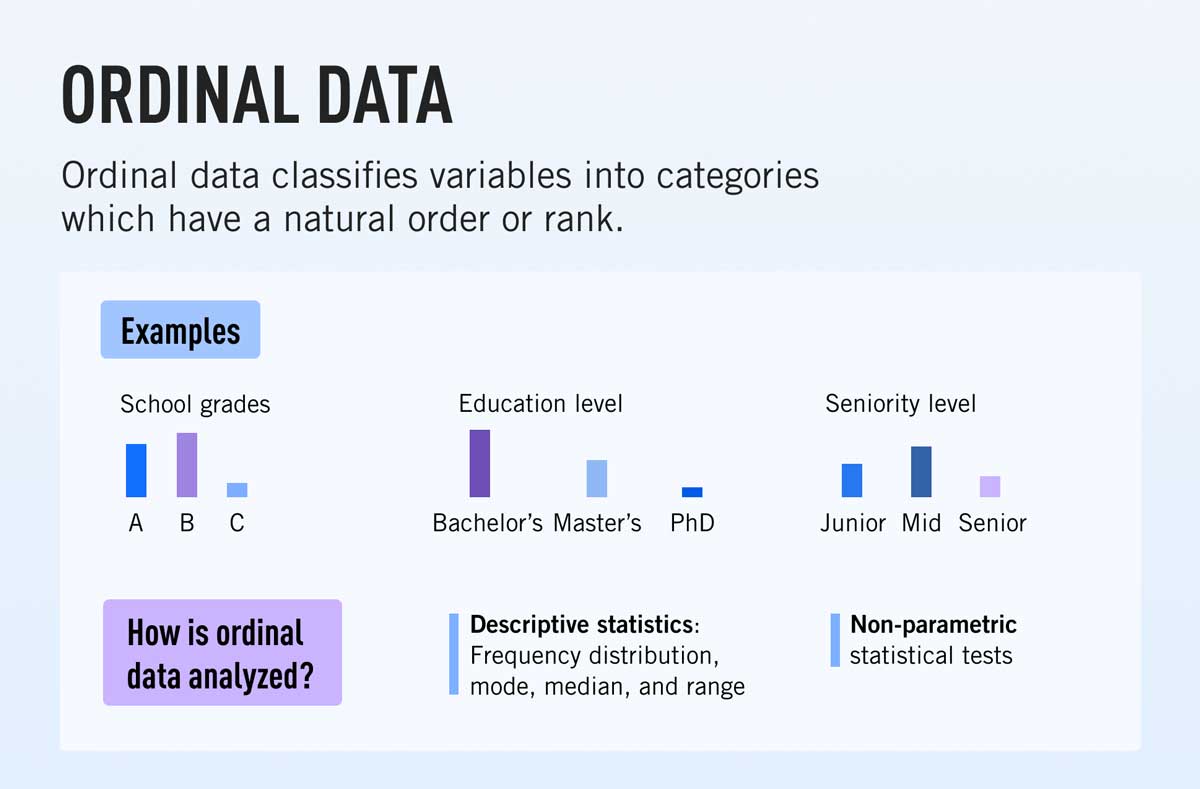 ORDINAL DATA
Ordinal data classifies variables into categories
which have a natural order or rank.
Examples
School grades
A B C
Education level
Bachelor’s Master’s PhD
Seniority level
Junior Mid Senior
How is ordinal
data analyzed?
Descriptive statistics:
Frequency distribution,
mode, median, and range
Non-parametric
statistical tests